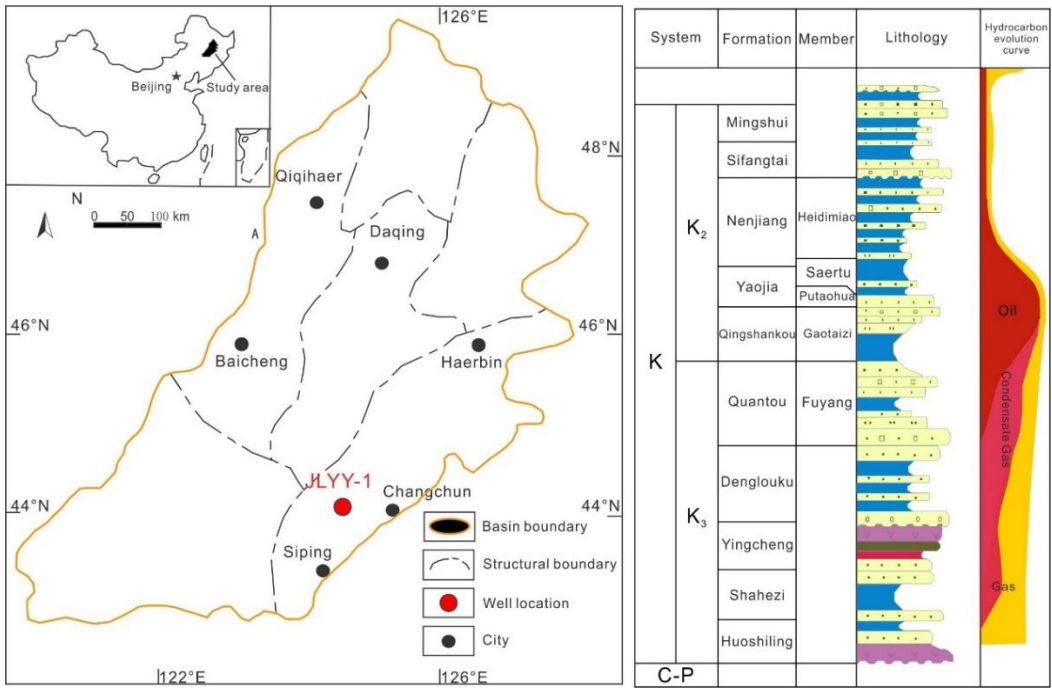 126°E
Beijing
Study area
N
0 50 100 km
A
48°N
Qiqihaer
Daqing
46°N
46°N
Baicheng
Haerbin
JLYY-1
44°N
Changchun
44°N
Siping
Basin boundary
Structural boundary
Well location
City
122°E
126°E
System
Formation
Member
Lithology
Hydrocarbon
evolution
curve
K
K₂
Mingshui
Sifangtai
Nenjiang
Heidimiao
Yaojia
Saertu
Putaohua
Qingshankou
Gaotaizi
K₃
Quantou
Fuyang
Denglouku
Yingcheng
Shahezi
Huoshiling
C-P
Oil
Condensate Gas
Gas